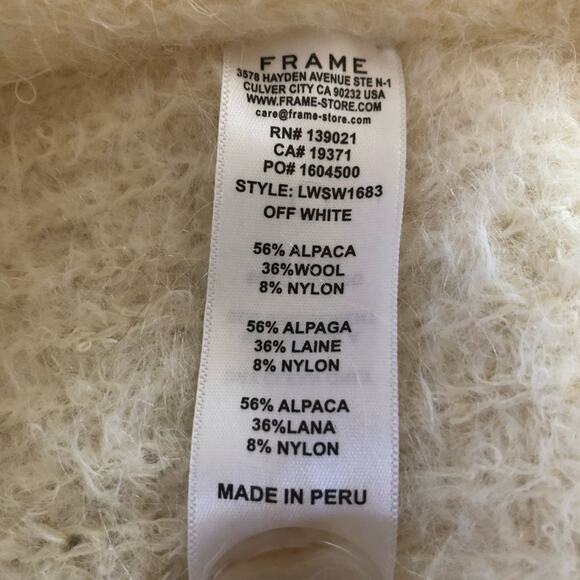 FRAME
3578 HAYDEN AVENUE STE N-1
CULVER CITY CA 90232 USA
WWW.FRAME-STORE.COM
care@frame-store.com
RN# 139021
CA# 19371
PO# 1604500
STYLE: LWSW1683
OFF WHITE
56% ALPACA
36%WOOL
8% NYLON
56% ALPAGA
36% LAINE
8% NYLON
56% ALPACA
36%LANA
8% NYLON
MADE IN PERU